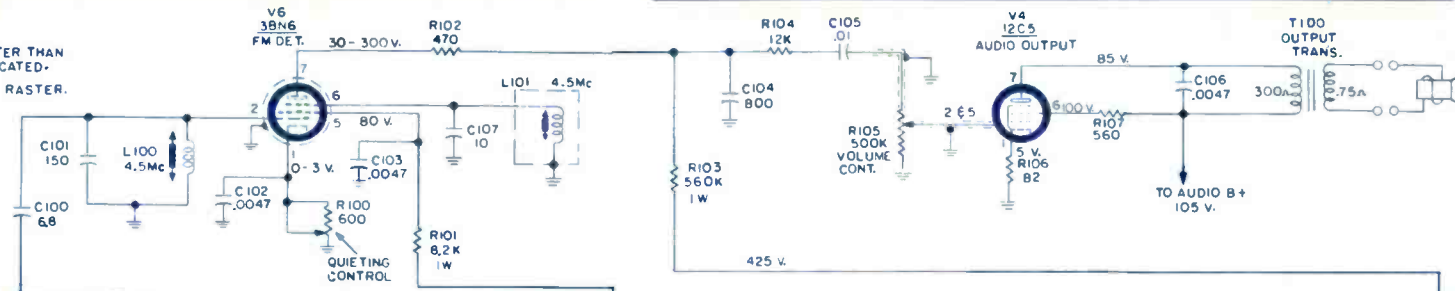 TER THAN
CATED.
RASTER.
C100
68
C101
150
L100
4.5Mc
V6
3BN6
FM DET.
7
2
6
5
1
30-300 V.
80 V.
0-3 V.
C102
.0047
R100
600
QUIETING
CONTROL
C103
.0047
R101
8.2K
1W
R102
470
C107
10
L101 4.5Mc
R103
560K
1W
425 V.
C104
800
R104
12K
C105
.01
R105
500K
VOLUME
CONT.
2 & 5
V4
12C5
AUDIO OUTPUT
7
6
100 V.
5 V.
R106
82
R107
560
85 V.
C106
.0047
TO AUDIO B+
105 V.
T100
OUTPUT
TRANS.
300Ω
.75Ω